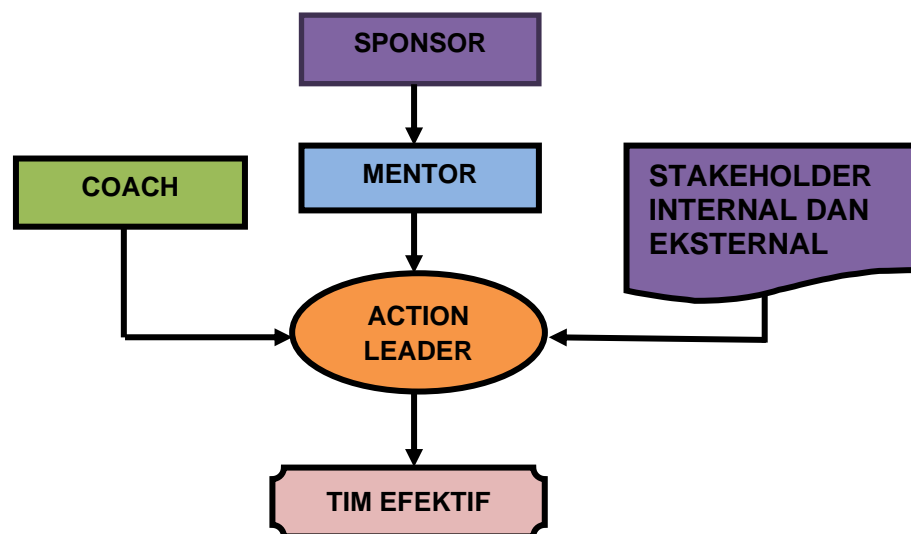 SPONSOR
COACH
MENTOR
STAKEHOLDER
INTERNAL DAN
EKSTERNAL
ACTION
LEADER
TIM EFEKTIF